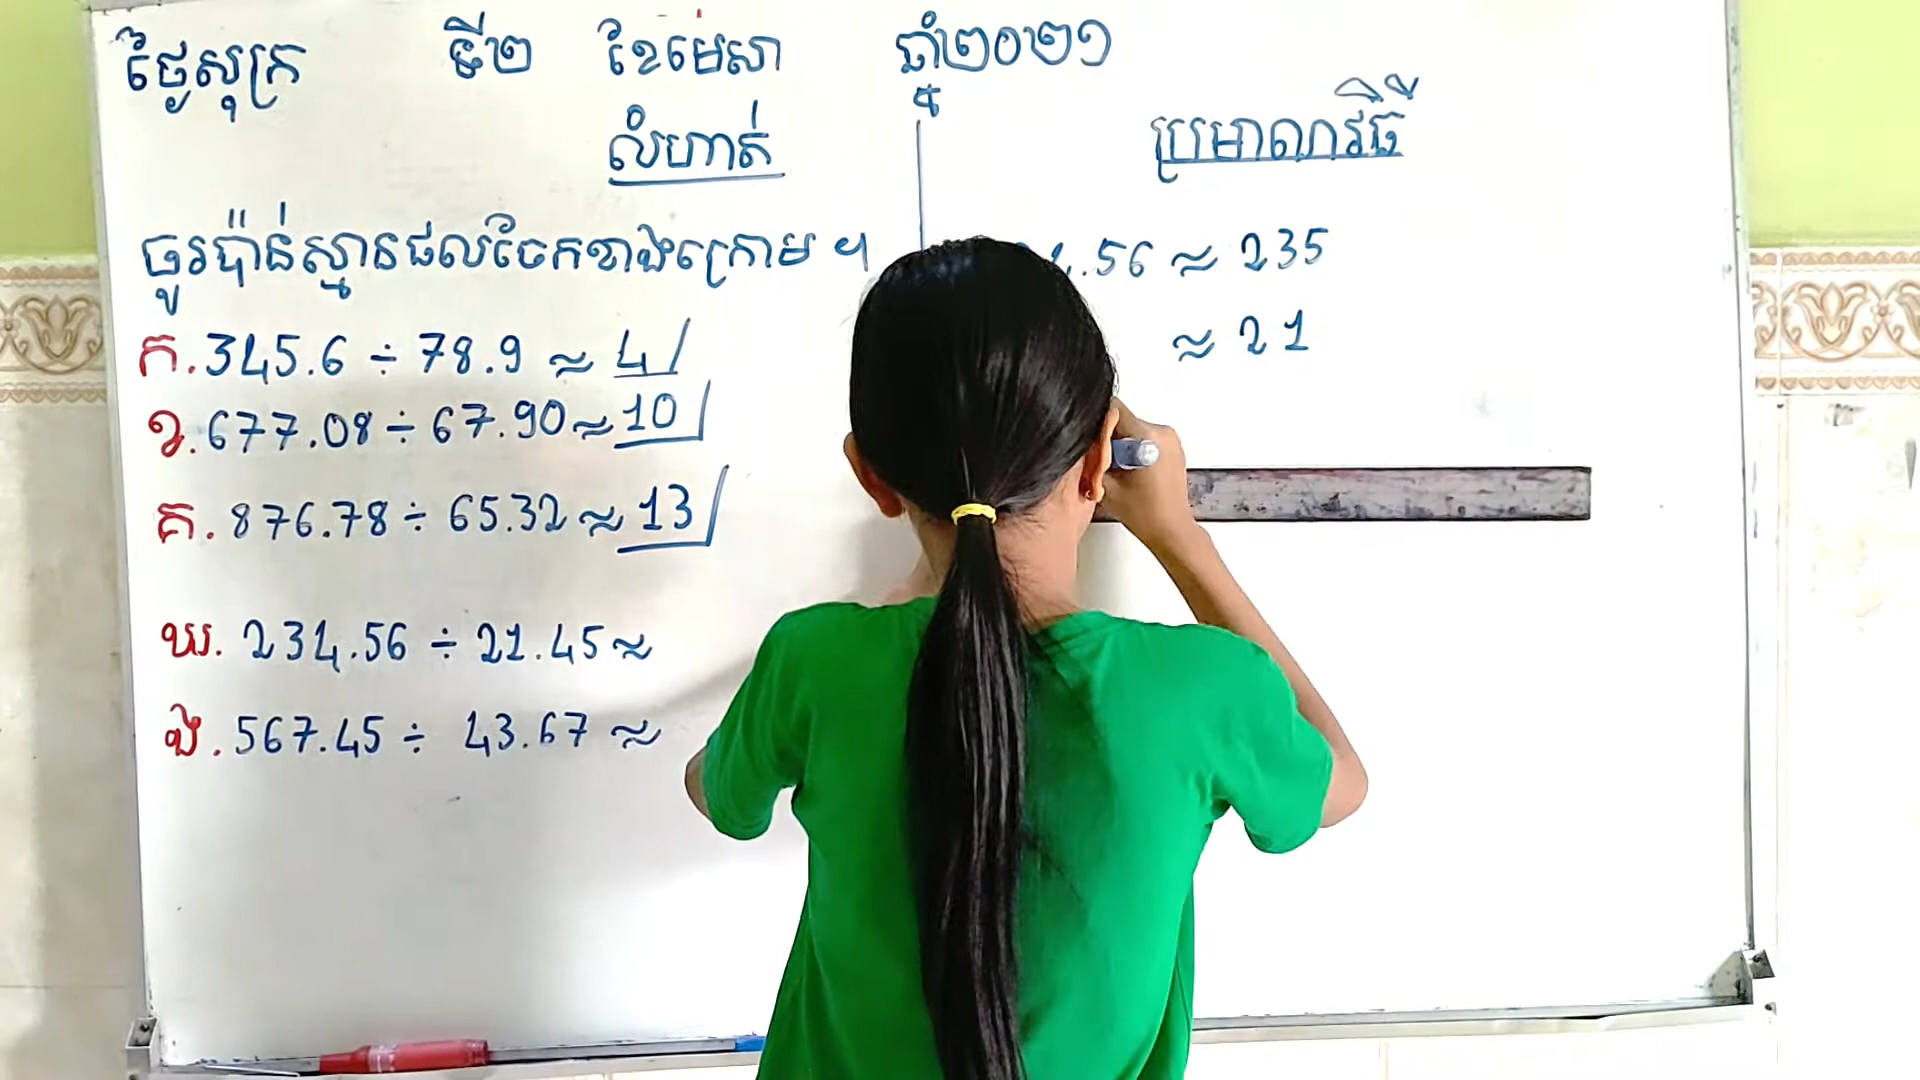 ថ្ងៃសុក្រ ទី២ ខែមេសា ឆ្នាំ២០២១
លំហាត់
ប្រមាណវិធី
ចូរប៉ាន់ស្មានផលចែកខាងក្រោម ។
ក.345.6 ÷ 78.9 ≈ 4
ខ.677.08 ÷ 67.90 ≈ 10
គ. 876.78 ÷ 65.32 ≈ 13
ឃ. 234.56 ÷ 21.45 ≈
ង. 567.45 ÷ 43.67 ≈
.56 ≈ 235
≈ 21